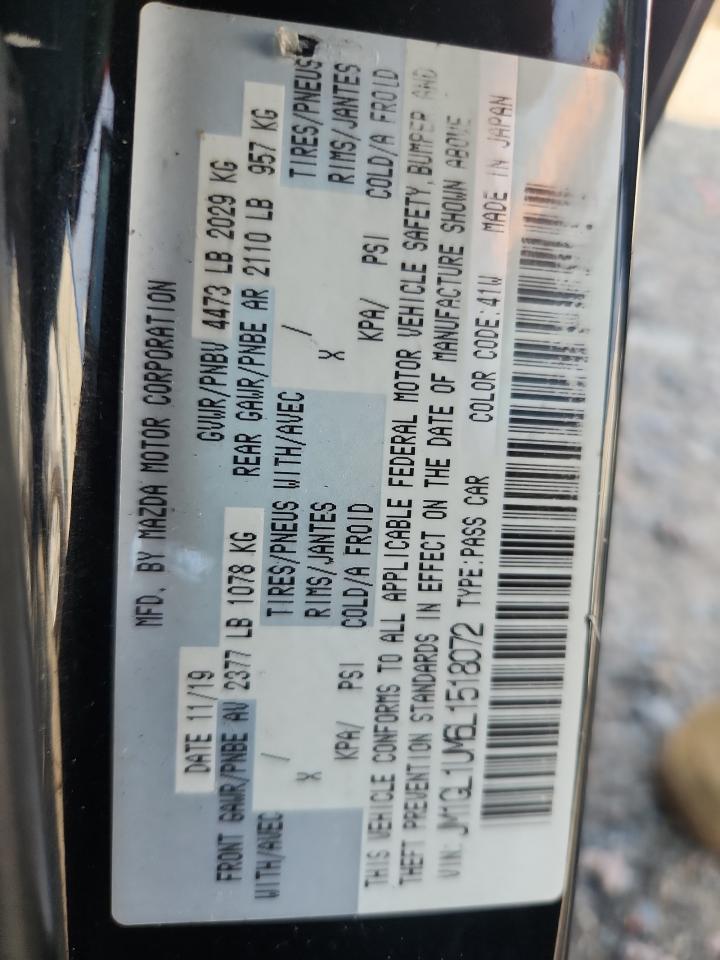 MFD. BY MAZDA MOTOR CORPORATION
DATE 11/19 GVWR/PNBV 4473 LB 2029 KG
FRONT GAWR/PNBE AV 2377 LB 1078 KG REAR GAWR/PNBE AR 2110 LB 957 KG
WITH/AVEC / TIRES/PNEUS WITH/AVEC / TIRES/PNEUS
X RIMS/JANTES X RIMS/JANTES
KPA/ PSI COLD/A FROID KPA/ PSI COLD/A FROID
THIS VEHICLE CONFORMS TO ALL APPLICABLE FEDERAL MOTOR VEHICLE SAFETY, BUMPER AND
THEFT PREVENTION STANDARDS IN EFFECT ON THE DATE OF MANUFACTURE SHOWN ABOVE
VIN: JM1GL1UM6L1518072 TYPE:PASS CAR COLOR CODE:41W MADE IN JAPAN